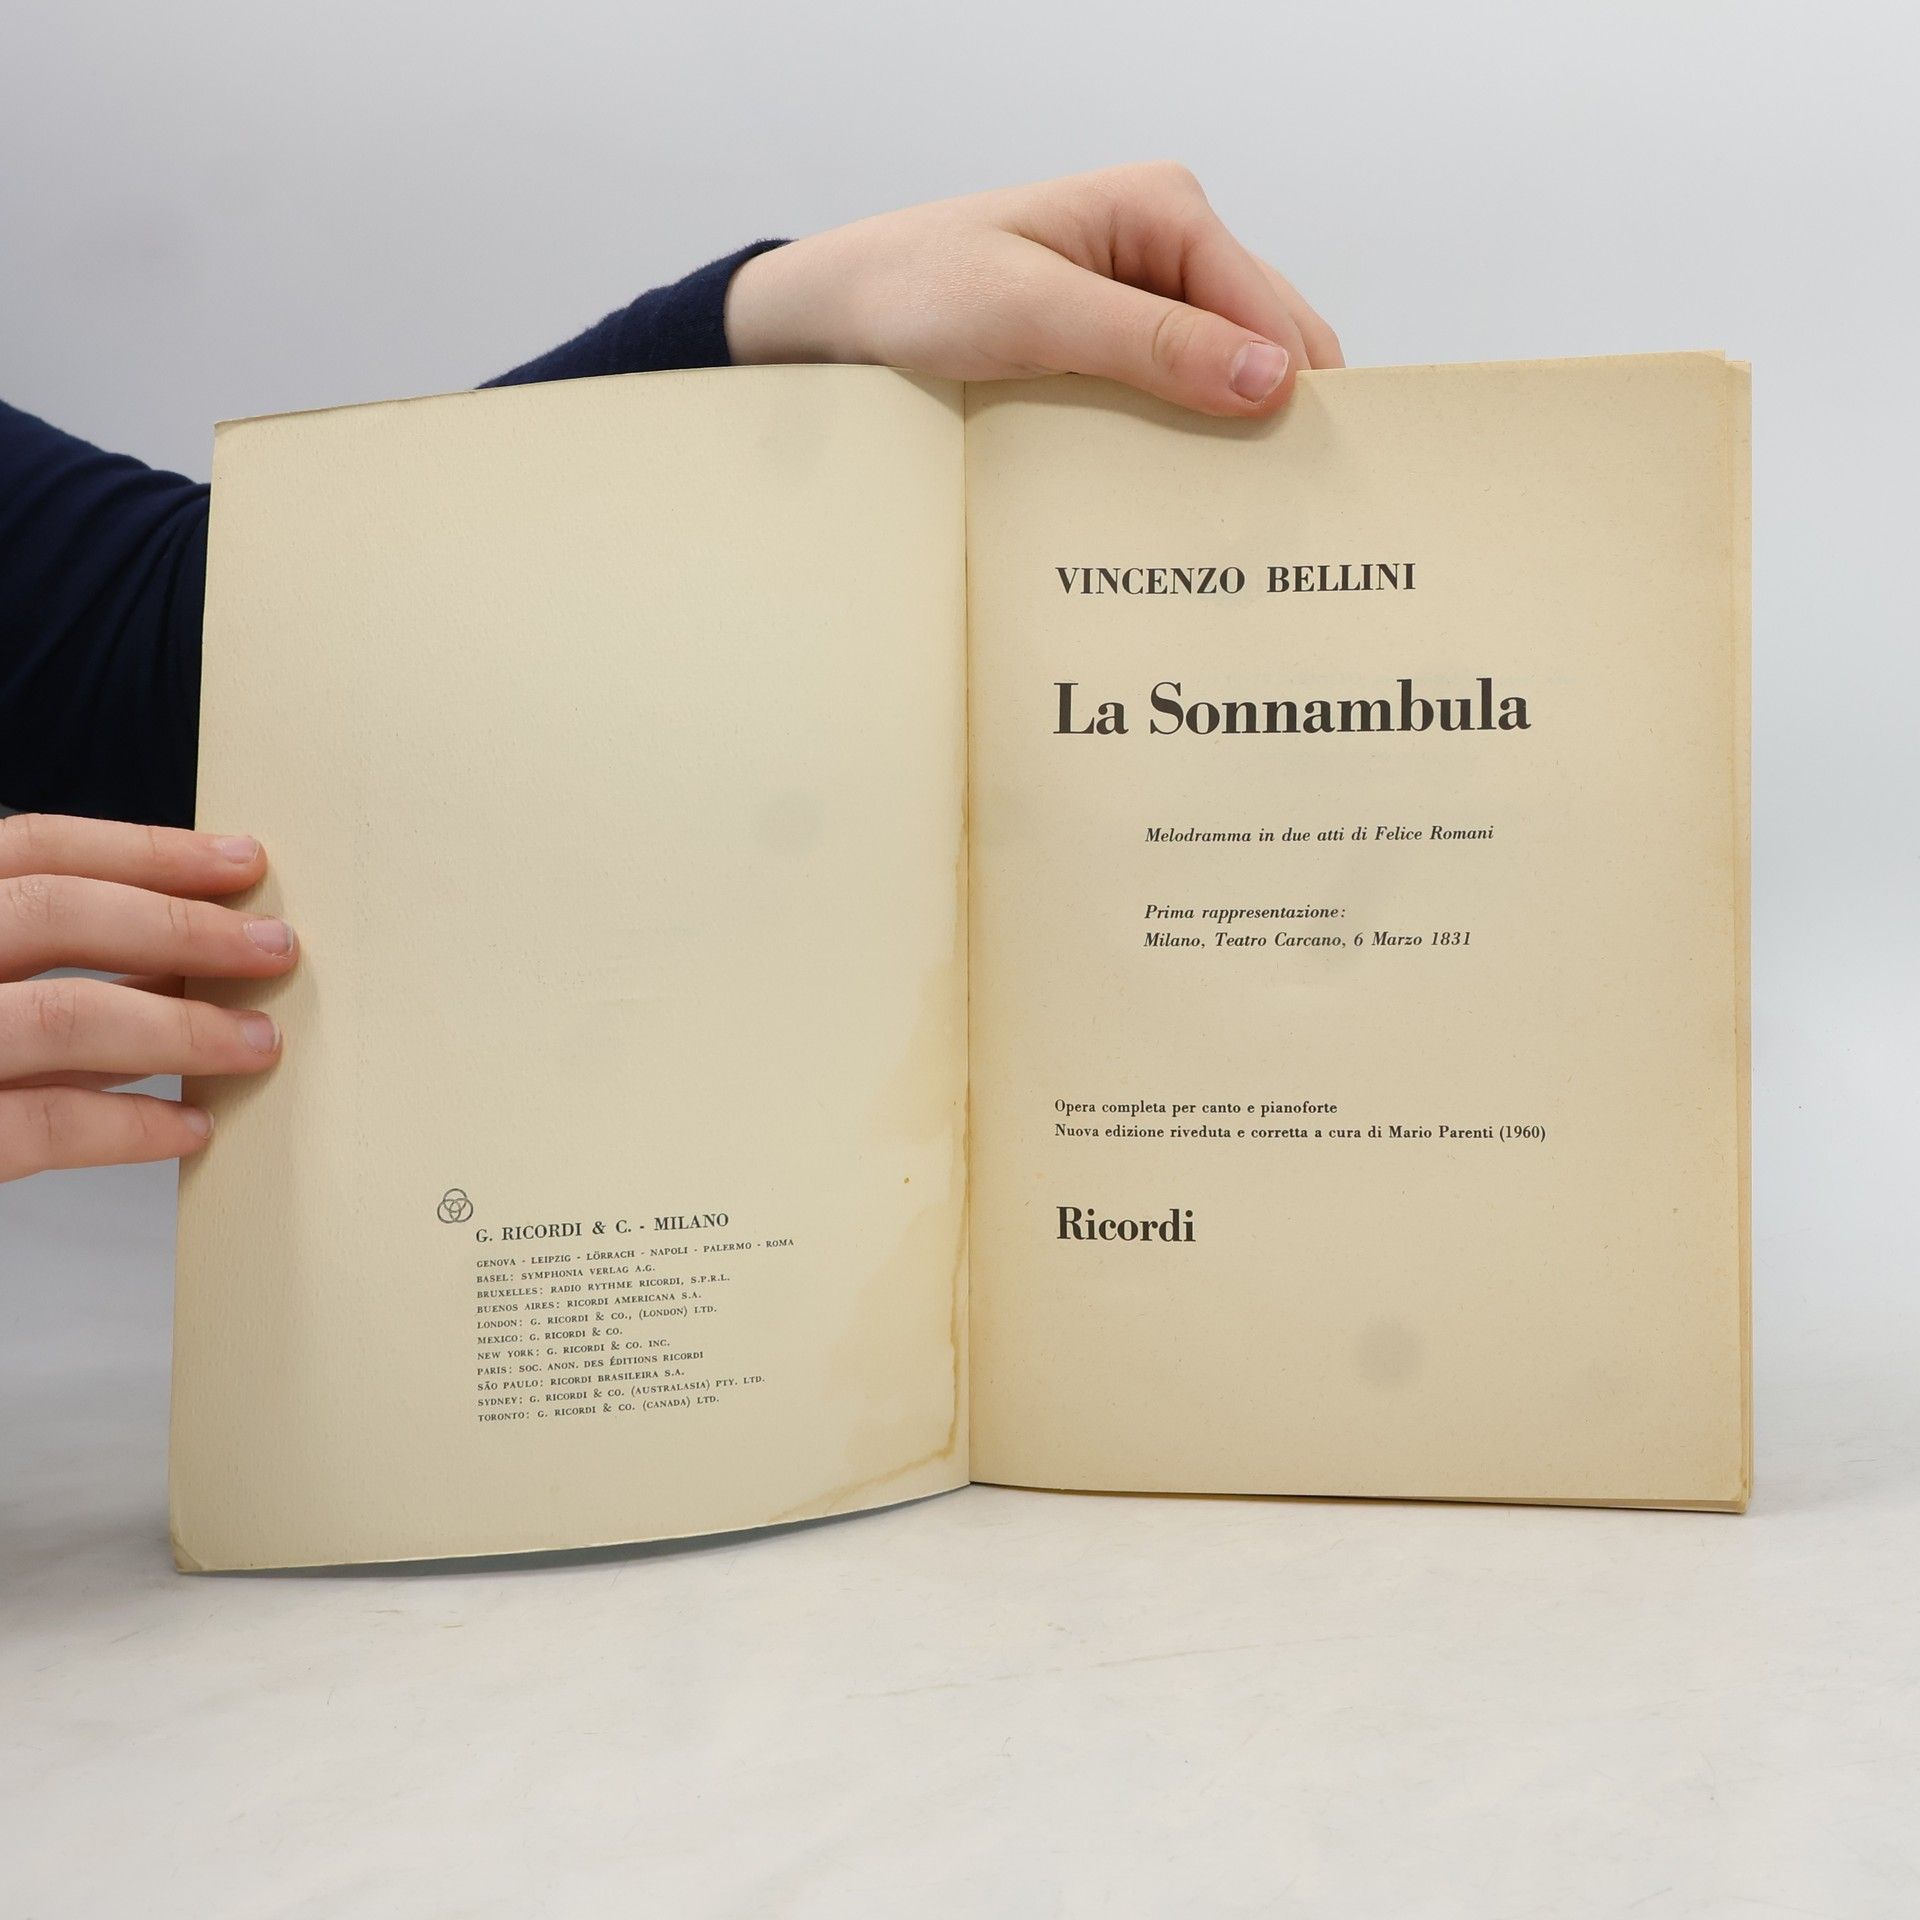 G. RICORDI & C. - MILANO
GENOVA - LEIPZIG - LÖRRACH - NAPOLI - PALERMO - ROMA
BASEL: SYMPHONIA VERLAG A.G.
BRUXELLES: RADIO RYTHME RICORDI, S.P.R.L.
BUENOS AIRES: RICORDI AMERICANA S.A.
LONDON: G. RICORDI & CO., (LONDON) LTD.
MEXICO: G. RICORDI & CO.
NEW YORK: G. RICORDI & CO. INC.
PARIS: SOC. ANON. DES ÉDITIONS RICORDI
SÃO PAULO: RICORDI BRASILEIRA S.A.
SYDNEY: G. RICORDI & CO. (AUSTRALASIA) PTY. LTD.
TORONTO: G. RICORDI & CO. (CANADA) LTD.
VINCENZO BELLINI
La Sonnambula
Melodramma in due atti di Felice Romani
Prima rappresentazione:
Milano, Teatro Carcano, 6 Marzo 1831
Opera completa per canto e pianoforte
Nuova edizione riveduta e corretta a cura di Mario Parenti (1960)
Ricordi